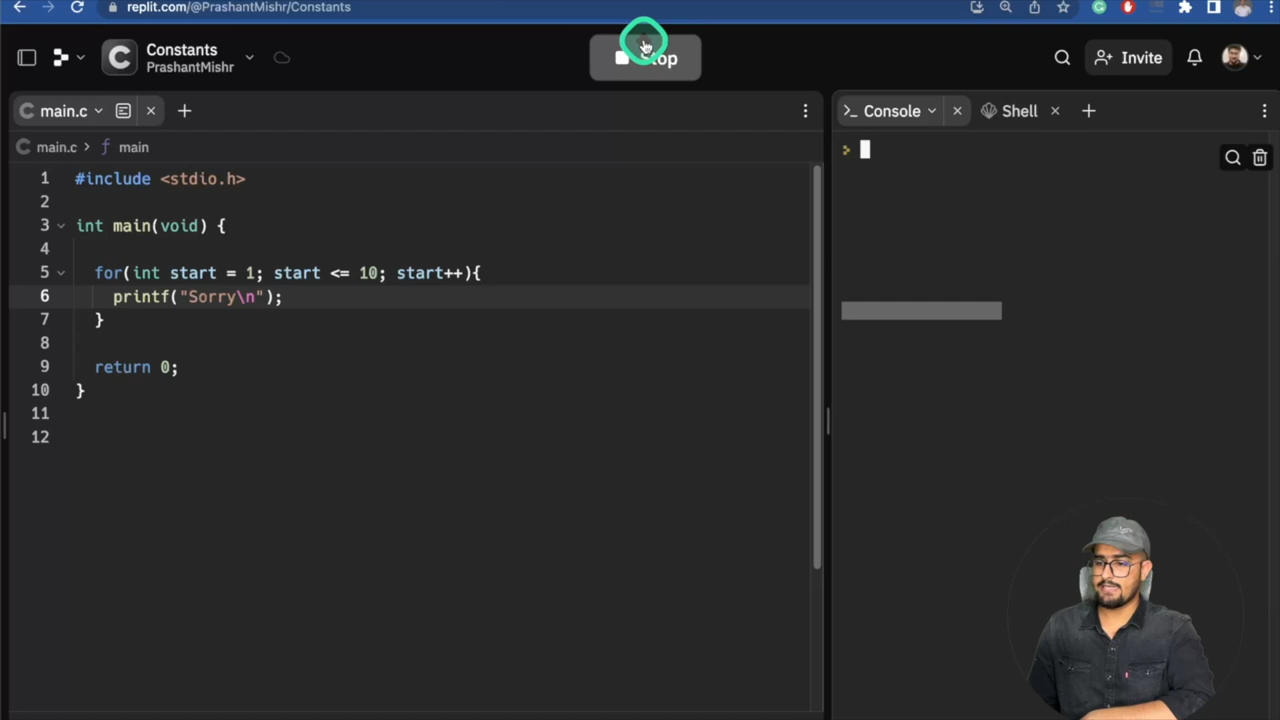 replit.com/@PrashantMishr/Constants
Constants
PrashantMishr
Invite
main.c
Console
Shell
main.c > main
1 #include <stdio.h>
2
3 int main(void) {
4
5 for(int start = 1; start <= 10; start++){
6 printf("Sorry\n");
7 }
8
9 return 0;
10 }
11
12